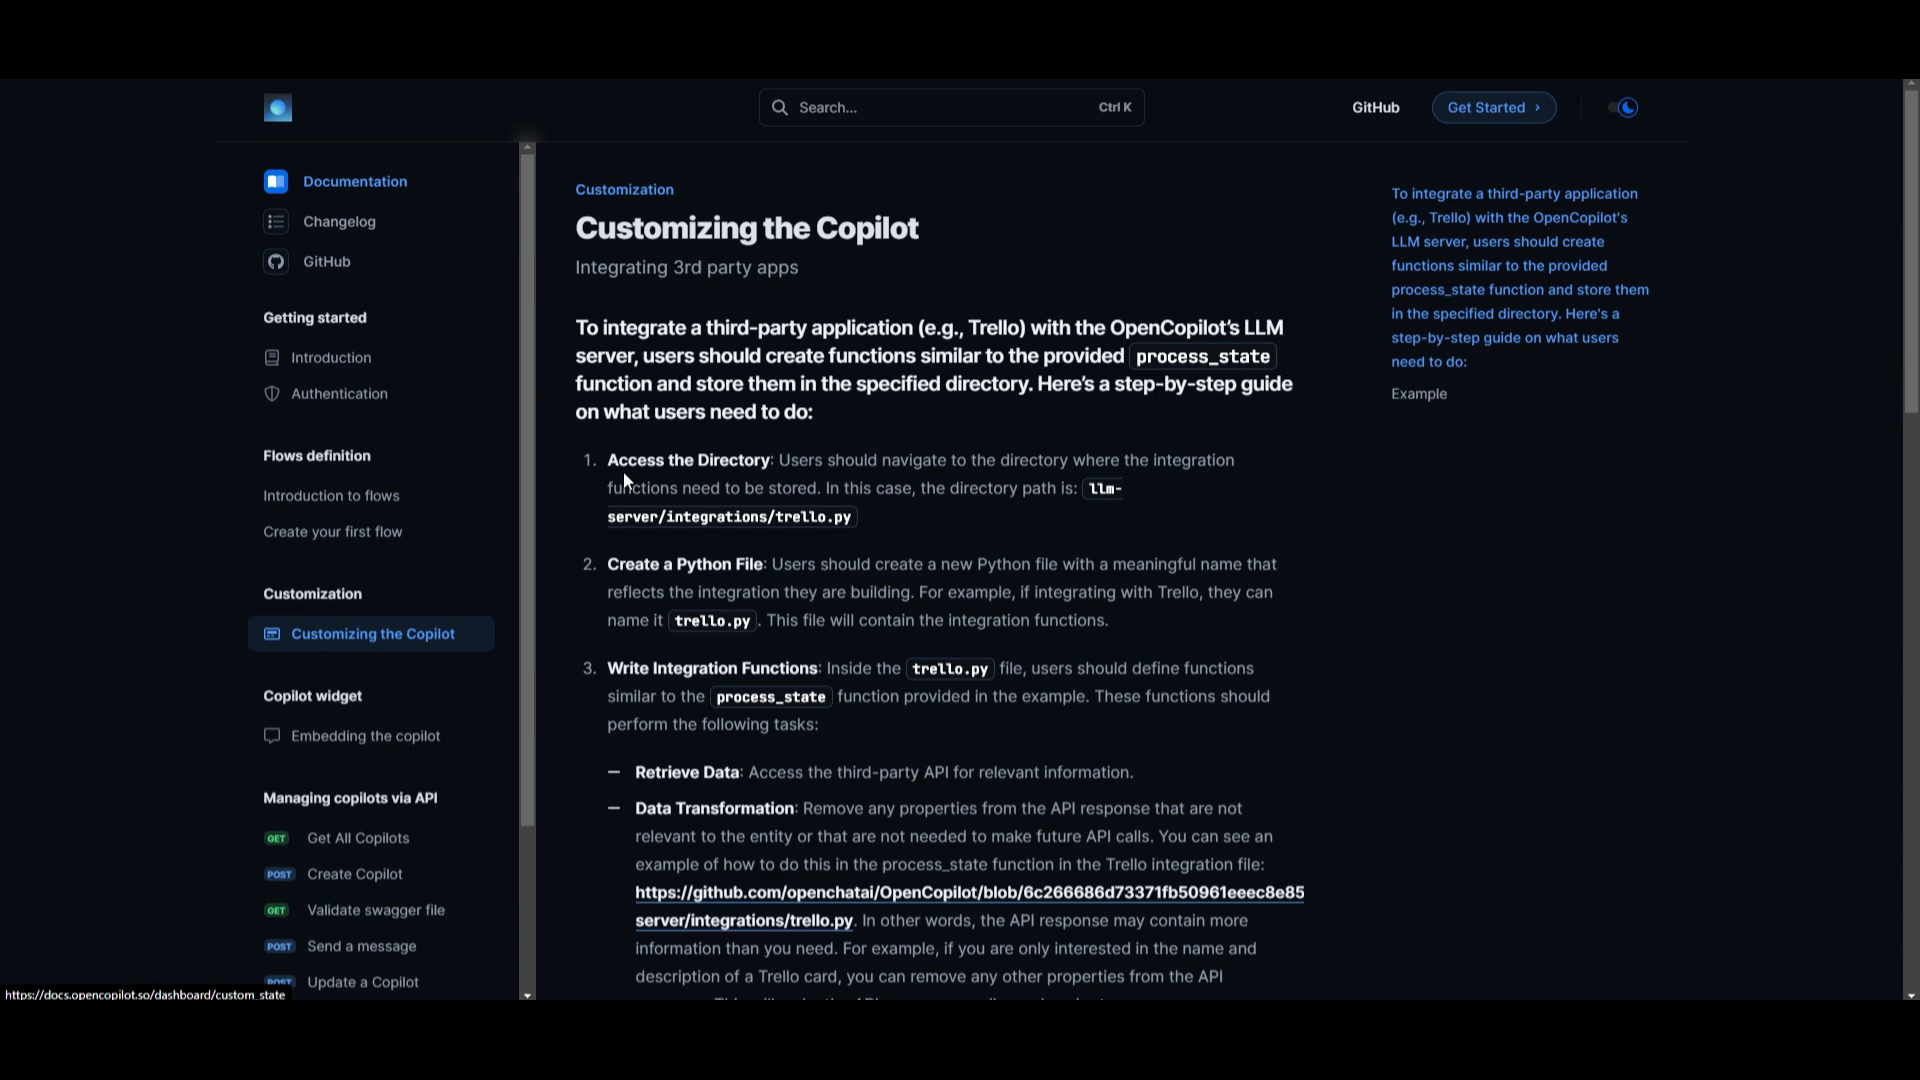 Search...
Ctrl K
GitHub
Get Started
Documentation
Changelog
GitHub
Getting started
Introduction
Authentication
Flows definition
Introduction to flows
Create your first flow
Customization
Customizing the Copilot
Copilot widget
Embedding the copilot
Managing copilots via API
GET Get All Copilots
POST Create Copilot
GET Validate swagger file
POST Send a message
POST Update a Copilot
https://docs.opencopilot.so/dashboard/custom_state
Customization
Customizing the Copilot
Integrating 3rd party apps
To integrate a third-party application (e.g., Trello) with the OpenCopilot's LLM
server, users should create functions similar to the provided process_state
function and store them in the specified directory. Here's a step-by-step guide
on what users need to do:
1. Access the Directory: Users should navigate to the directory where the integration
functions need to be stored. In this case, the directory path is: llm-
server/integrations/trello.py
2. Create a Python File: Users should create a new Python file with a meaningful name that
reflects the integration they are building. For example, if integrating with Trello, they can
name it trello.py. This file will contain the integration functions.
3. Write Integration Functions: Inside the trello.py file, users should define functions
similar to the process_state function provided in the example. These functions should
perform the following tasks:
— Retrieve Data: Access the third-party API for relevant information.
— Data Transformation: Remove any properties from the API response that are not
relevant to the entity or that are not needed to make future API calls. You can see an
example of how to do this in the process_state function in the Trello integration file:
https://github.com/openchatai/OpenCopilot/blob/6c266686d73371fb50961eeec8e85
server/integrations/trello.py. In other words, the API response may contain more
information than you need. For example, if you are only interested in the name and
description of a Trello card, you can remove any other properties from the API
To integrate a third-party application
(e.g., Trello) with the OpenCopilot's
LLM server, users should create
functions similar to the provided
process_state function and store them
in the specified directory. Here's a
step-by-step guide on what users
need to do:
Example